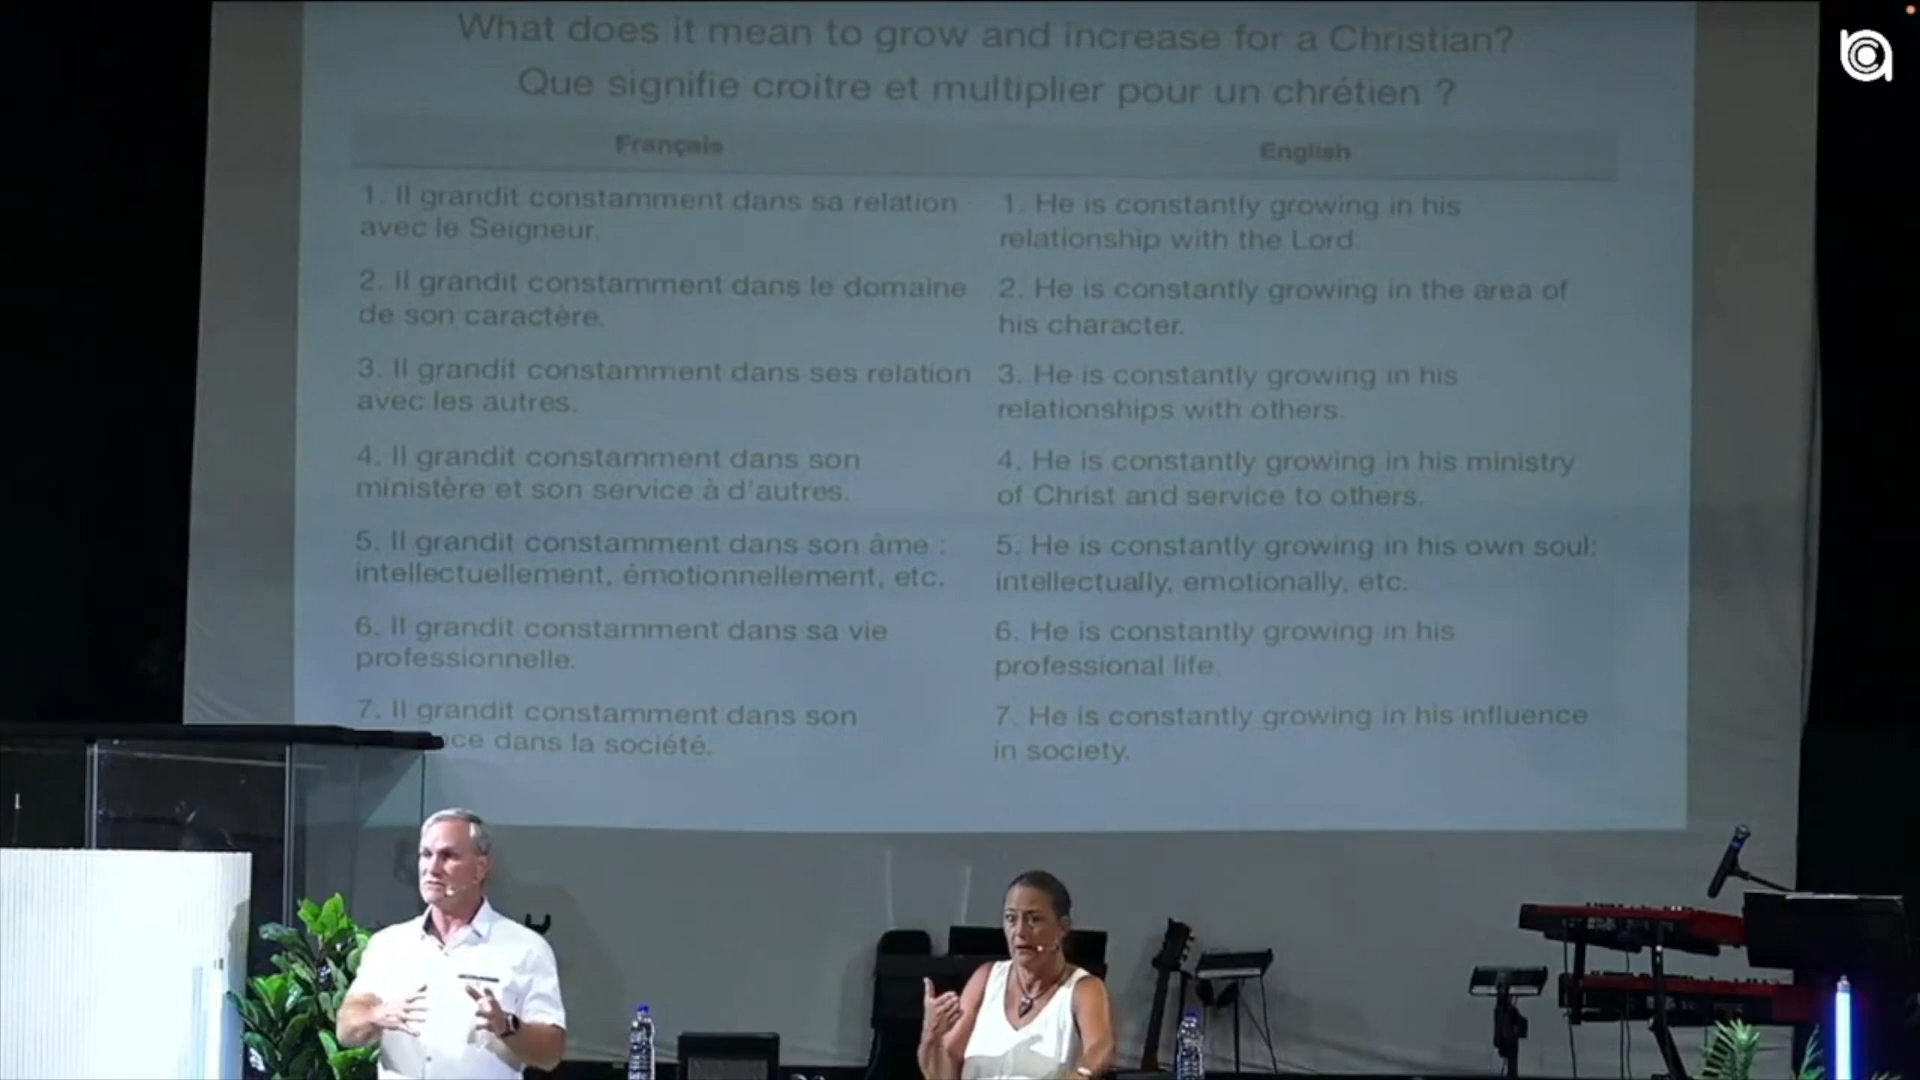 What does it mean to grow and increase for a Christian?
Que signifie croitre et multiplier pour un chrétien ?
Français
1. Il grandit constamment dans sa relation
avec le Seigneur.
2. Il grandit constamment dans le domaine
de son caractère.
3. Il grandit constamment dans ses relation
avec les autres.
4. Il grandit constamment dans son
ministère et son service à d'autres.
5. Il grandit constamment dans son âme :
intellectuellement, émotionnellement, etc.
6. Il grandit constamment dans sa vie
professionnelle.
7. Il grandit constamment dans son
dans la société.
English
1. He is constantly growing in his
relationship with the Lord
2. He is constantly growing in the area of
his character.
3. He is constantly growing in his
relationships with others.
4. He is constantly growing in his ministry
of Christ and service to others.
5. He is constantly growing in his own soul:
intellectually, emotionally, etc.
6. He is constantly growing in his
professional life.
7. He is constantly growing in his influence
in society.